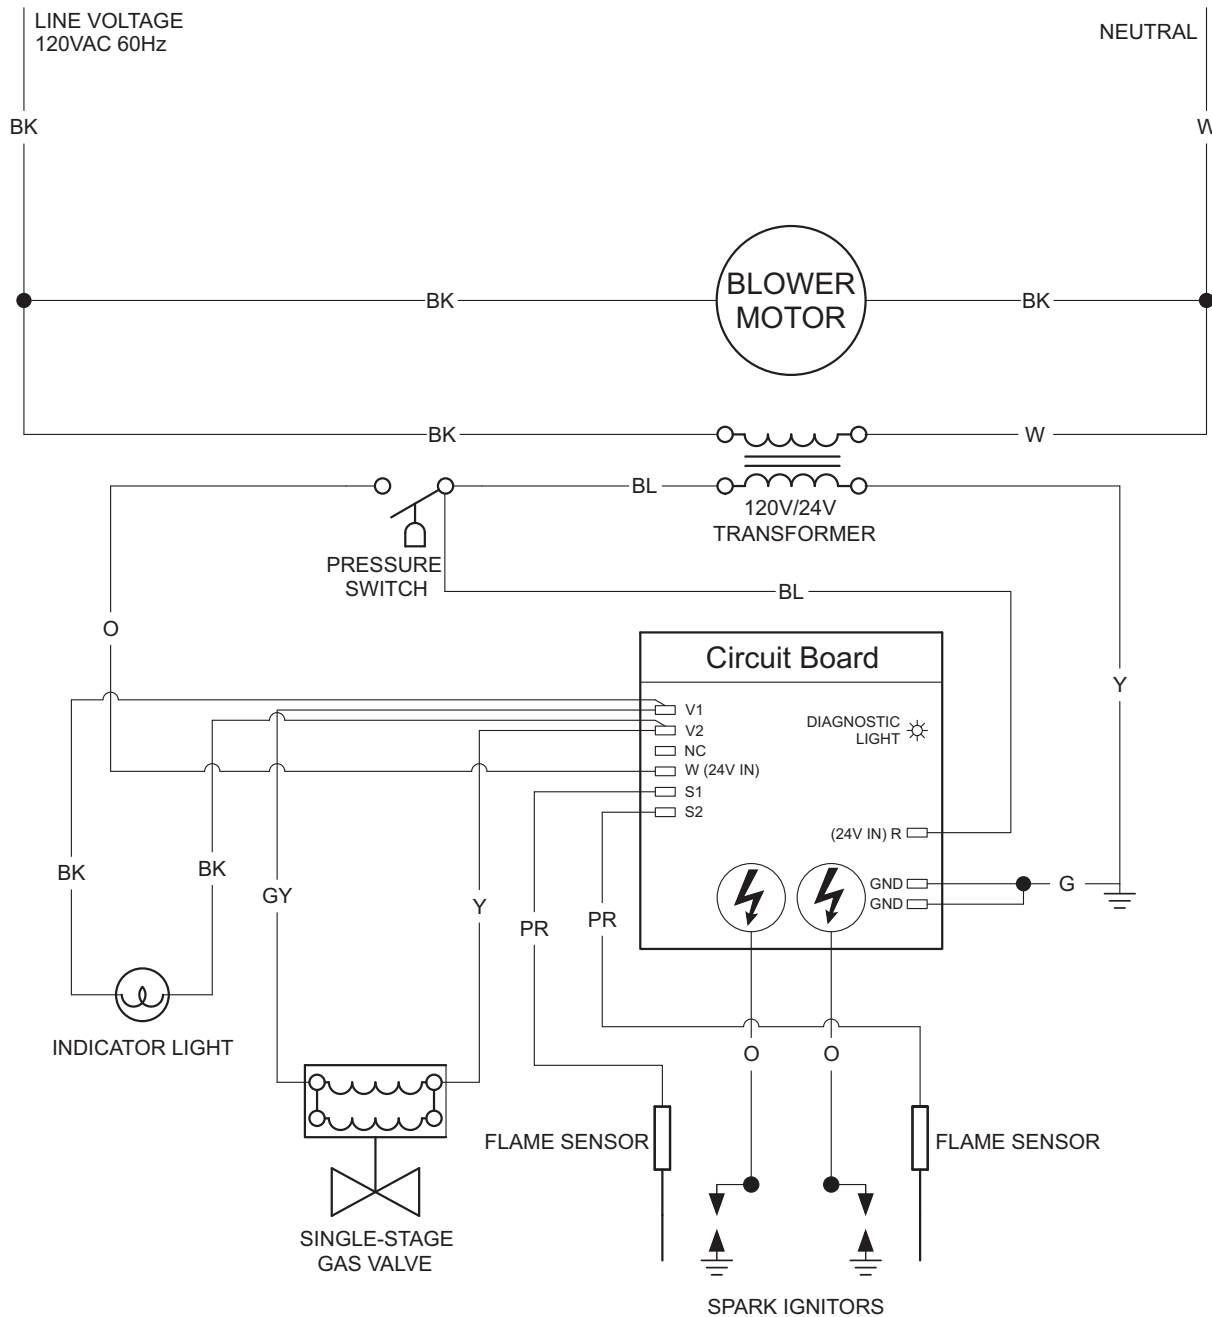 LINE VOLTAGE
120VAC 60Hz
NEUTRAL
BK
W
BLOWER
MOTOR
BK
BK
BK
W
BL
120V/24V
TRANSFORMER
PRESSURE
SWITCH
BL
O
Circuit Board
Y
V1
V2
NC
W (24V IN)
S1
S2
DIAGNOSTIC
LIGHT
(24V IN) R
GND
GND
G
BK
BK
GY
Y
PR
PR
INDICATOR LIGHT
O
O
FLAME SENSOR
FLAME SENSOR
SINGLE-STAGE
GAS VALVE
SPARK IGNITORS